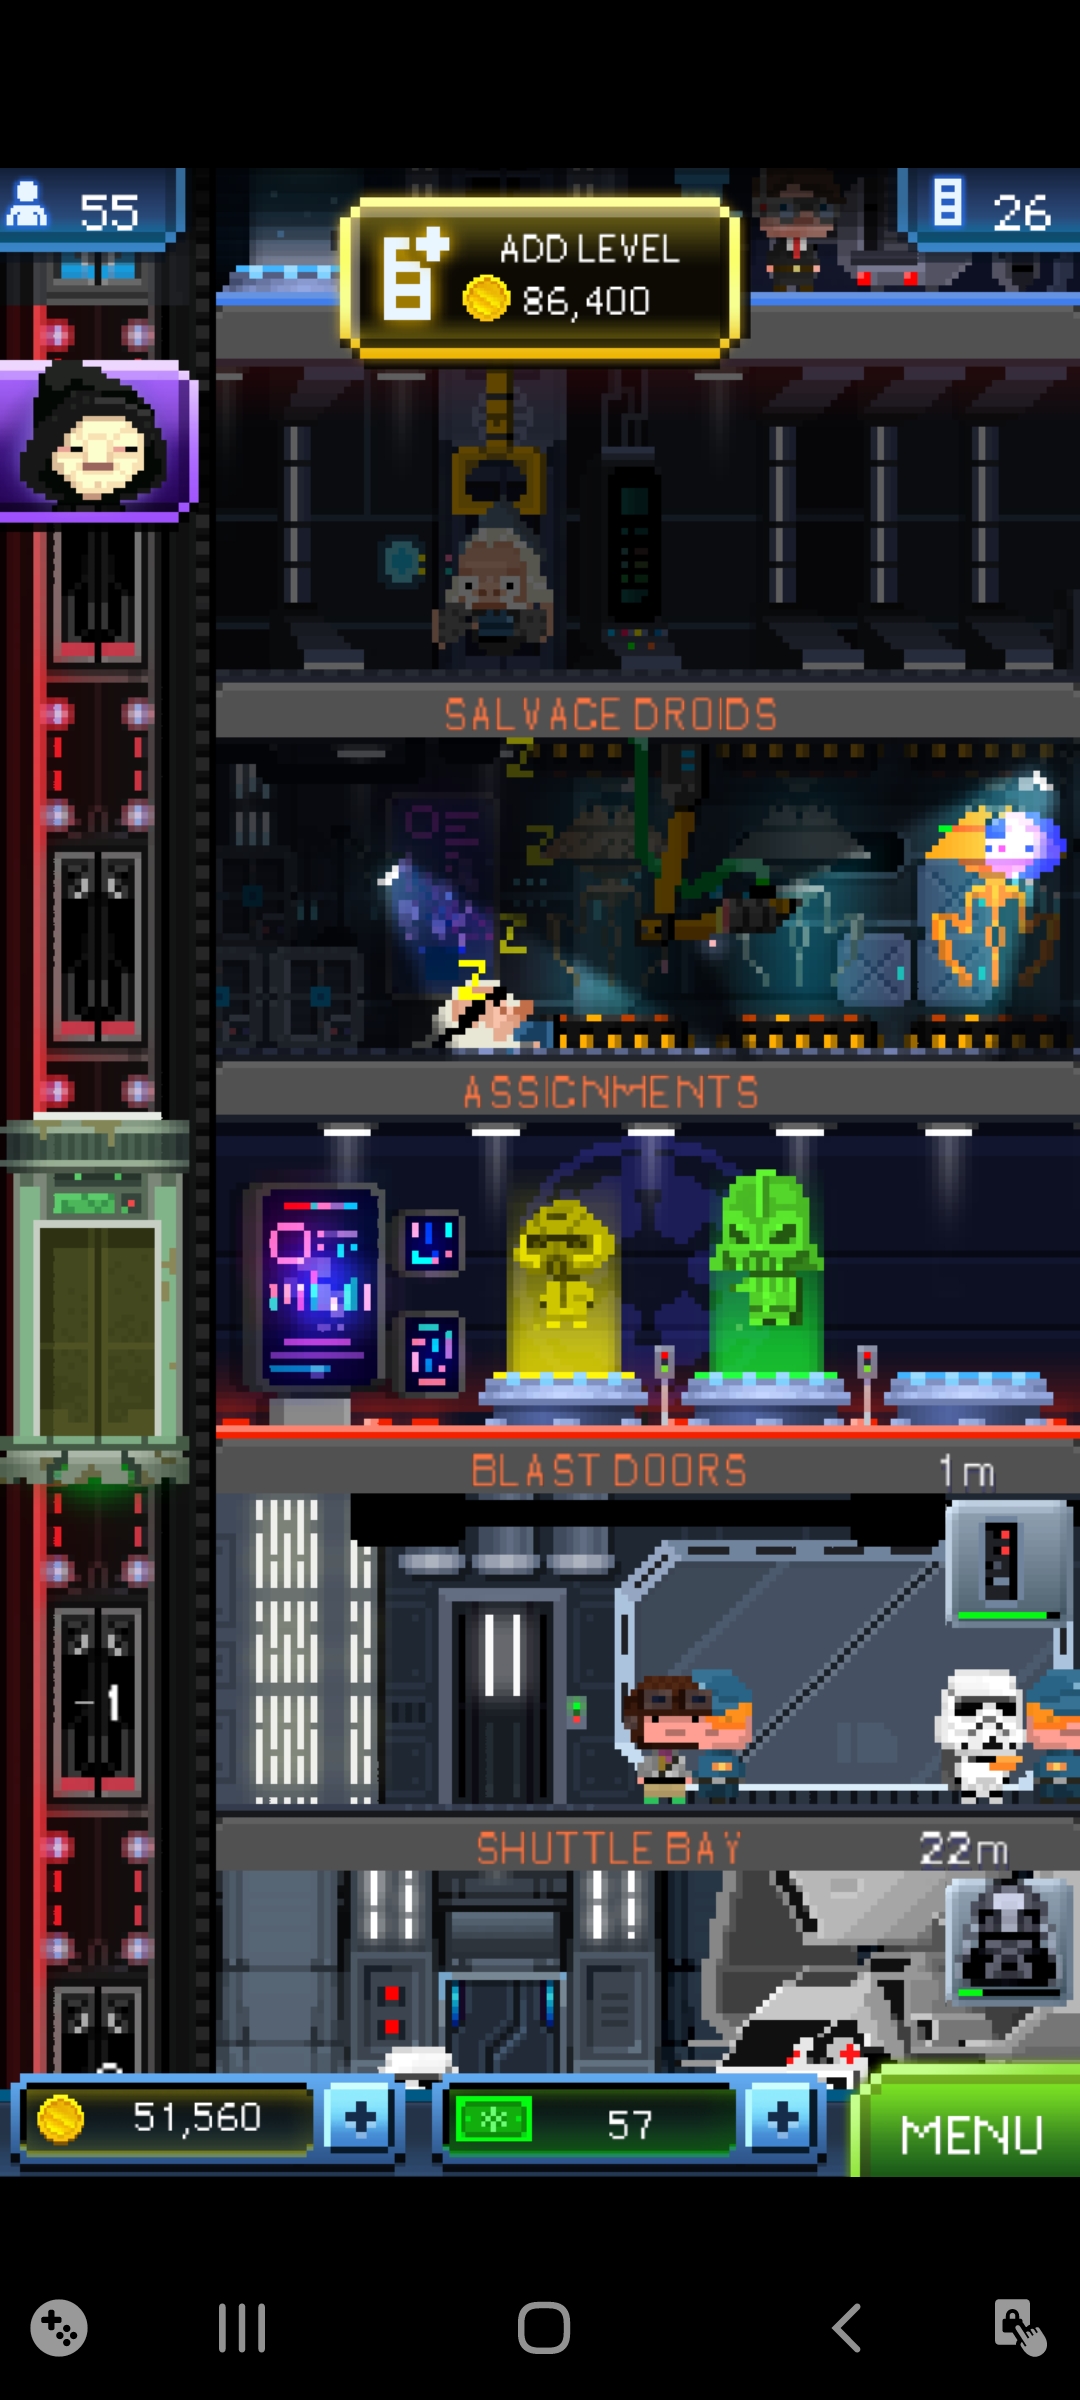 55
26
ADD LEVEL
86,400
SALVAGE DROIDS
Z
Z
Z
Z
ASSIGNMENTS
BLAST DOORS
1m
-1
SHUTTLE BAY
22m
51,560
+
57
+
MENU